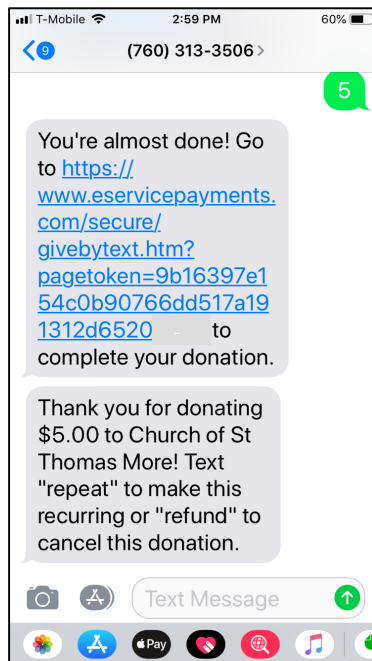 T-Mobile 2:59 PM 60%
9 (760) 313-3506 >
5
You're almost done! Go
to https://
www.eservicepayments.
com/secure/
givebytext.htm?
pagetoken=9b16397e1
54c0b90766dd517a19
1312d6520 to
complete your donation.
Thank you for donating
$5.00 to Church of St
Thomas More! Text
"repeat" to make this
recurring or "refund" to
cancel this donation.
Text Message
Pay